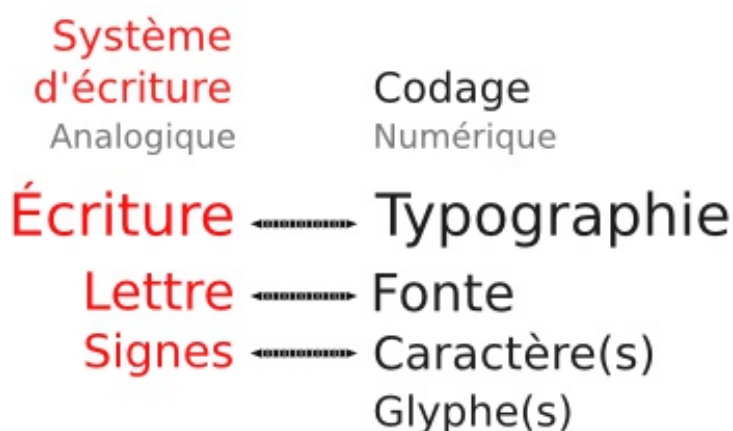 Système
d'écriture Codage
Analogique Numérique
Écriture Typographie
Lettre Fonte
Signes Caractère(s)
Glyphe(s)